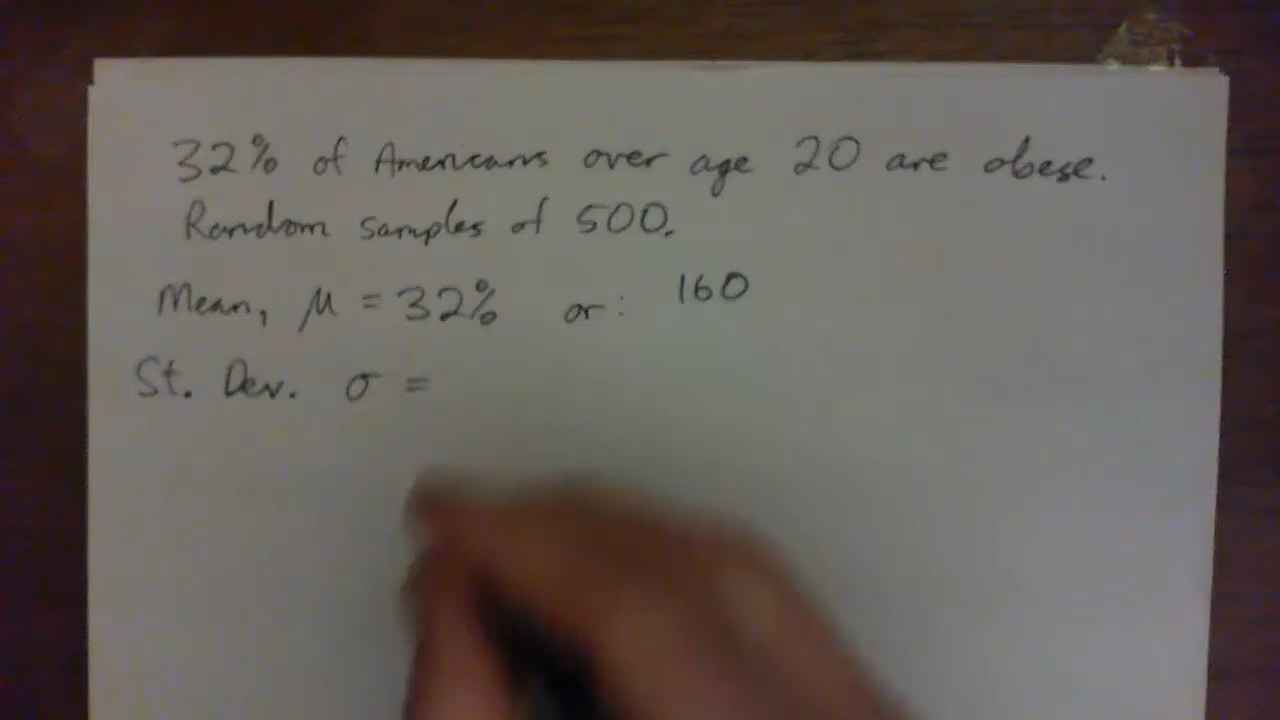 32% of Americans over age 20 are obese.
Random samples of 500.
Mean, μ = 32% or: 160
St. Dev. σ =